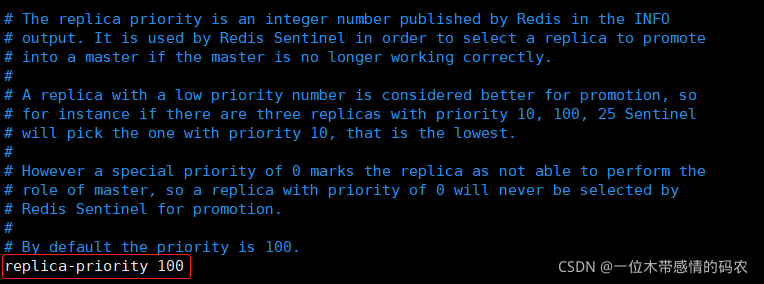 # The replica priority is an integer number published by Redis in the INFO
# output. It is used by Redis Sentinel in order to select a replica to promote
# into a master if the master is no longer working correctly.
#
# A replica with a low priority number is considered better for promotion, so
# for instance if there are three replicas with priority 10, 100, 25 Sentinel
# will pick the one with priority 10, that is the lowest.
#
# However a special priority of 0 marks the replica as not able to perform the
# role of master, so a replica with priority of 0 will never be selected by
# Redis Sentinel for promotion.
#
# By default the priority is 100.
replica-priority 100
CSDN @一位木带感情的码农